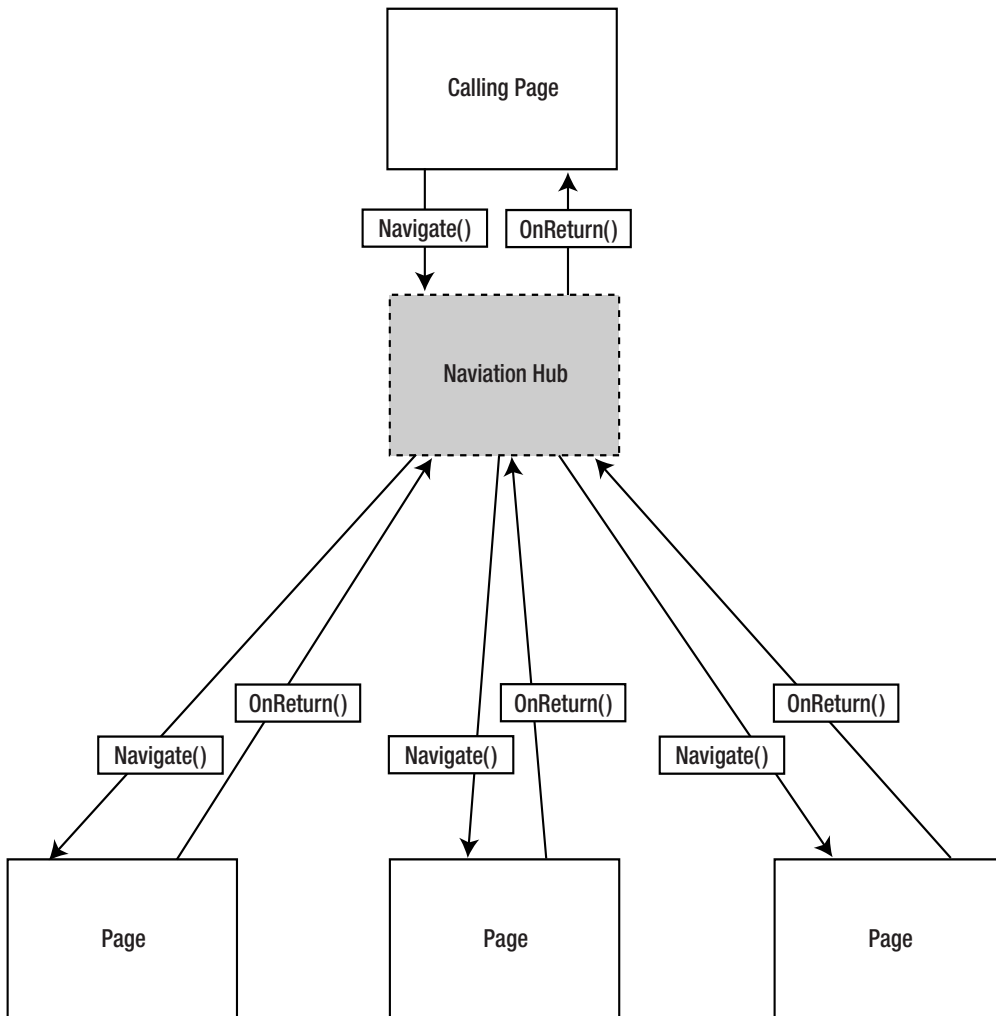 Calling Page
Navigate()
OnReturn()
Naviation Hub
OnReturn()
OnReturn()
OnReturn()
Navigate()
Navigate()
Navigate()
Page
Page
Page